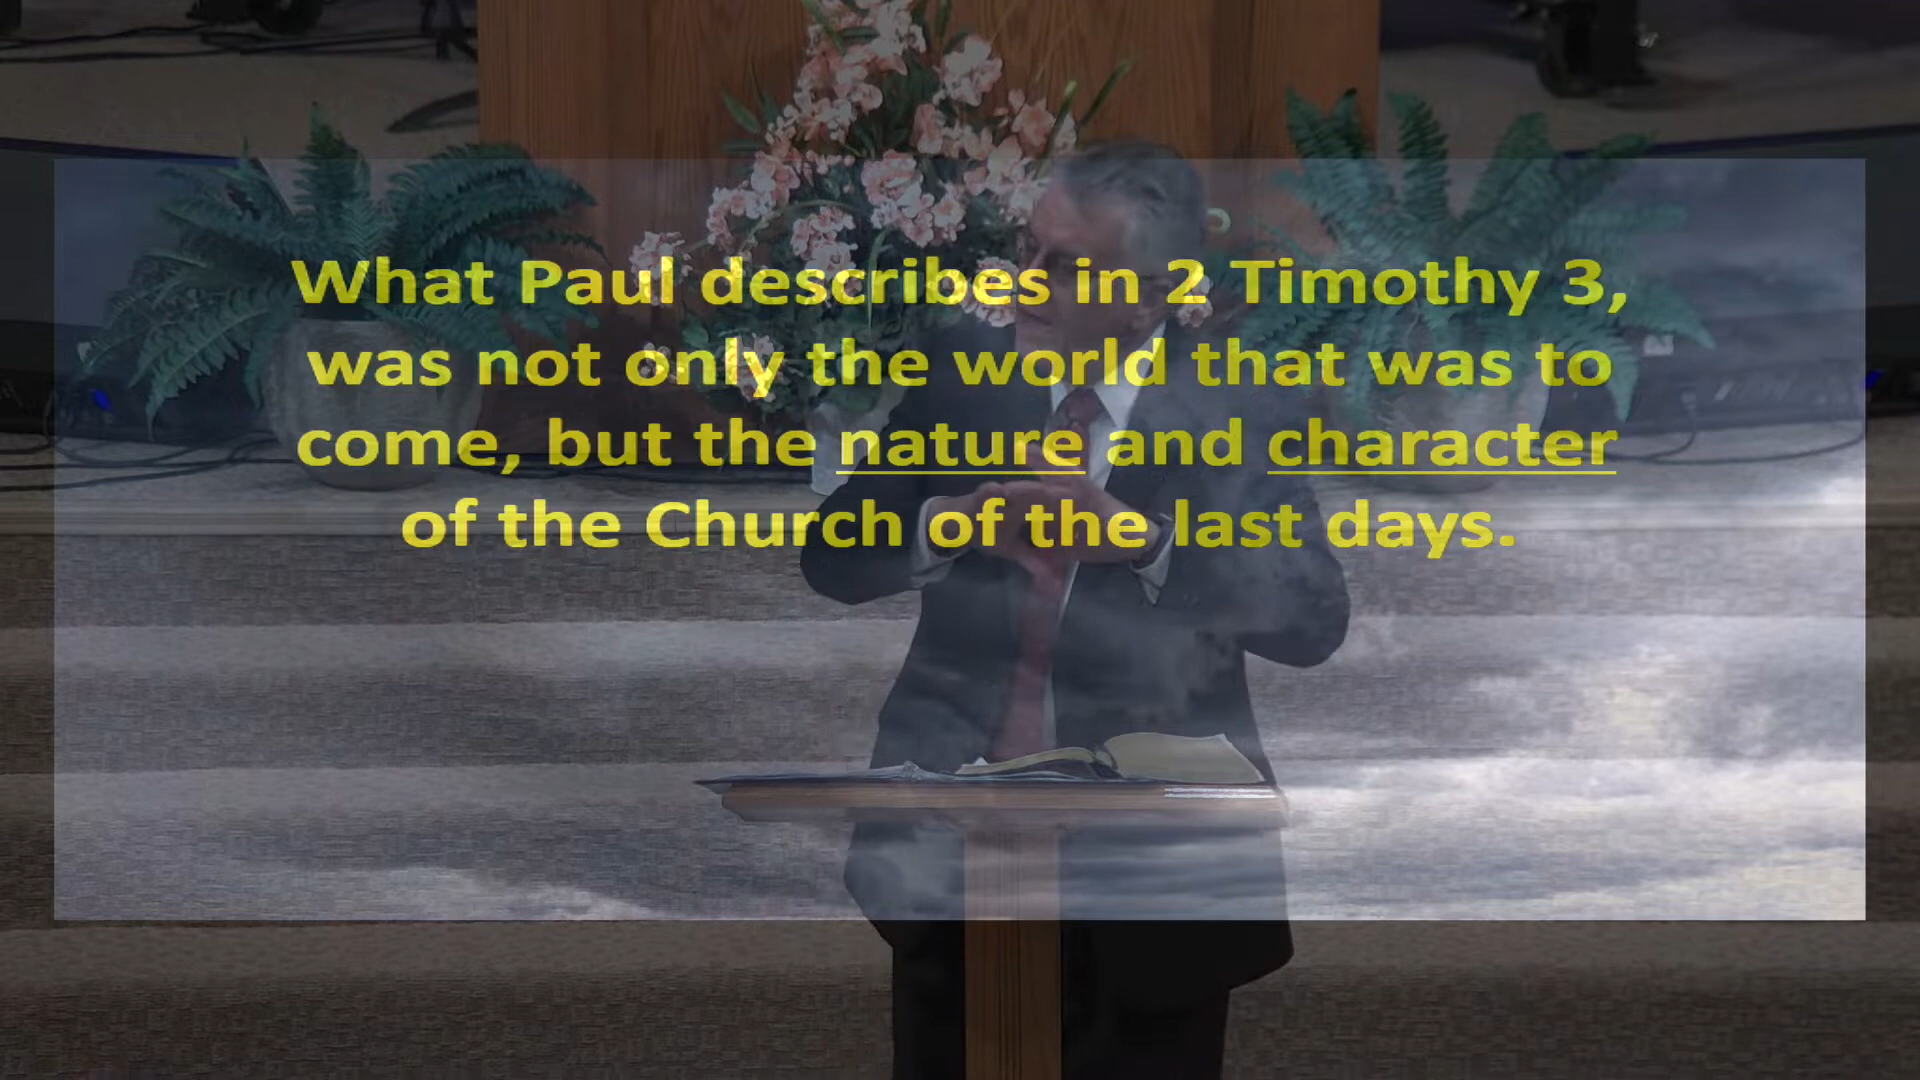 What Paul describes in 2 Timothy 3,
was not only the world that was to
come, but the nature and character
of the Church of the last days.